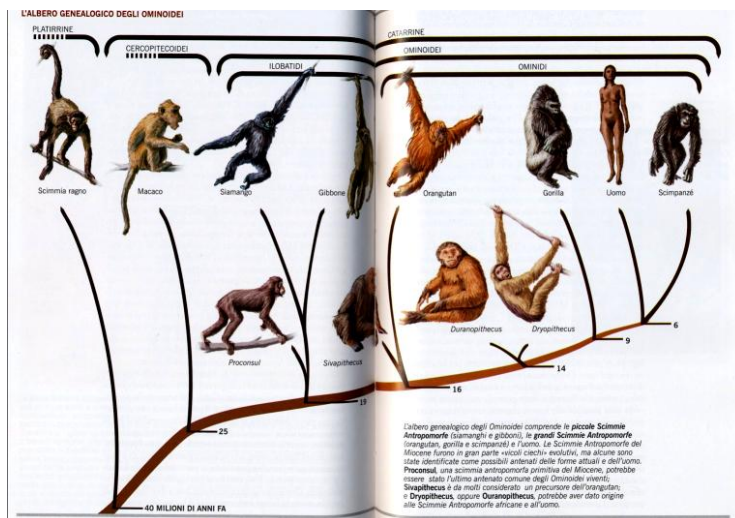 L'ALBERO GENEALOGICO DEGLI OMINOIDEI
PLATIRRINE
CATARRINE
CERCOPITECOIDEI
OMINOIDEI
ILOBATIDI
OMINIDI
Scimmia ragno
Macaco
Siamango
Gibbone
Orangutan
Gorilla
Uomo
Scimpanzé
Proconsul
Sivapithecus
Duranopithecus
Dryopithecus
6
9
14
16
19
25
40 MILIONI DI ANNI FA
L'albero genealogico degli Ominoidei comprende le piccole Scimmie
Antropomorfe (siamanghi e gibboni), le grandi Scimmie Antropomorfe
(orangutan, gorilla e scimpanzé) e l'uomo. Le Scimmie Antropomorfe del
Miocene furono in gran parte «vicoli ciechi» evolutivi, ma alcune sono
state identificate come possibili antenati delle forme attuali e dell'uomo.
Proconsul, una scimmia antropomorfa primitiva del Miocene, potrebbe
essere stato l'ultimo antenato comune degli Ominoidei viventi;
Sivapithecus è da molti considerato un precursore dell'orangutan;
e Dryopithecus, oppure Ouranopithecus, potrebbe aver dato origine
alle Scimmie Antropomorfe africane e all'uomo.